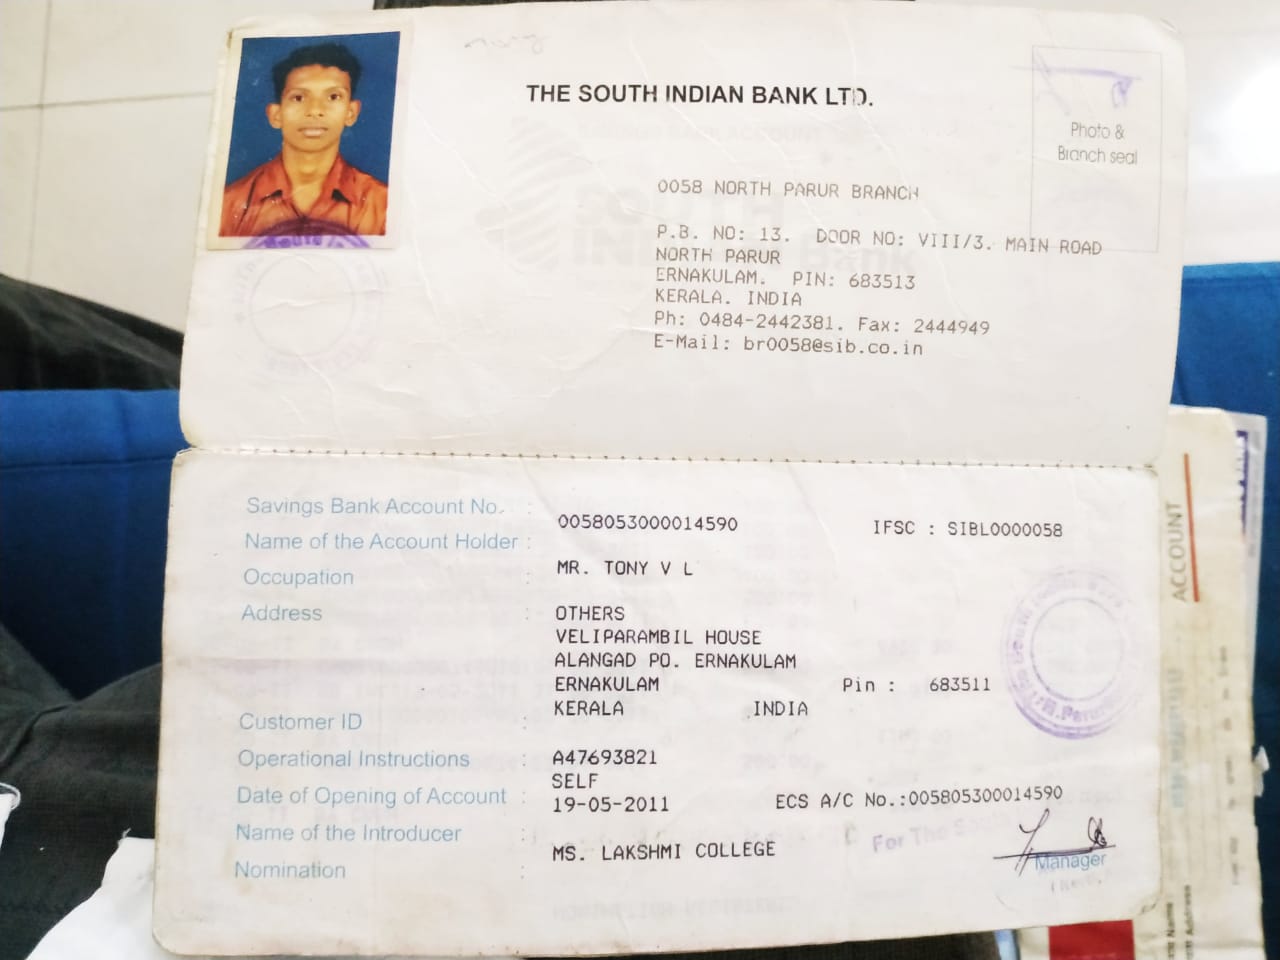 THE SOUTH INDIAN BANK LTD.
Photo &
Branch seal
0058 NORTH PARUR BRANCH
P.B. NO: 13. DOOR NO: VIII/3. MAIN ROAD
NORTH PARUR
ERNAKULAM. PIN: 683513
KERALA. INDIA
Ph: 0484-2442381. Fax: 2444949
E-Mail: br0058@sib.co.in
Savings Bank Account No. : 0058053000014590 IFSC : SIBL0000058
Name of the Account Holder : MR. TONY V L
Occupation :
Address : OTHERS
VELIPARAMBIL HOUSE
ALANGAD PO. ERNAKULAM
ERNAKULAM Pin : 683511
KERALA INDIA
Customer ID :
Operational Instructions : A47693821
SELF
Date of Opening of Account : 19-05-2011 ECS A/C No.:005805300014590
Name of the Introducer :
MS. LAKSHMI COLLEGE
Nomination :
For The South
Manager
ACCOUNT